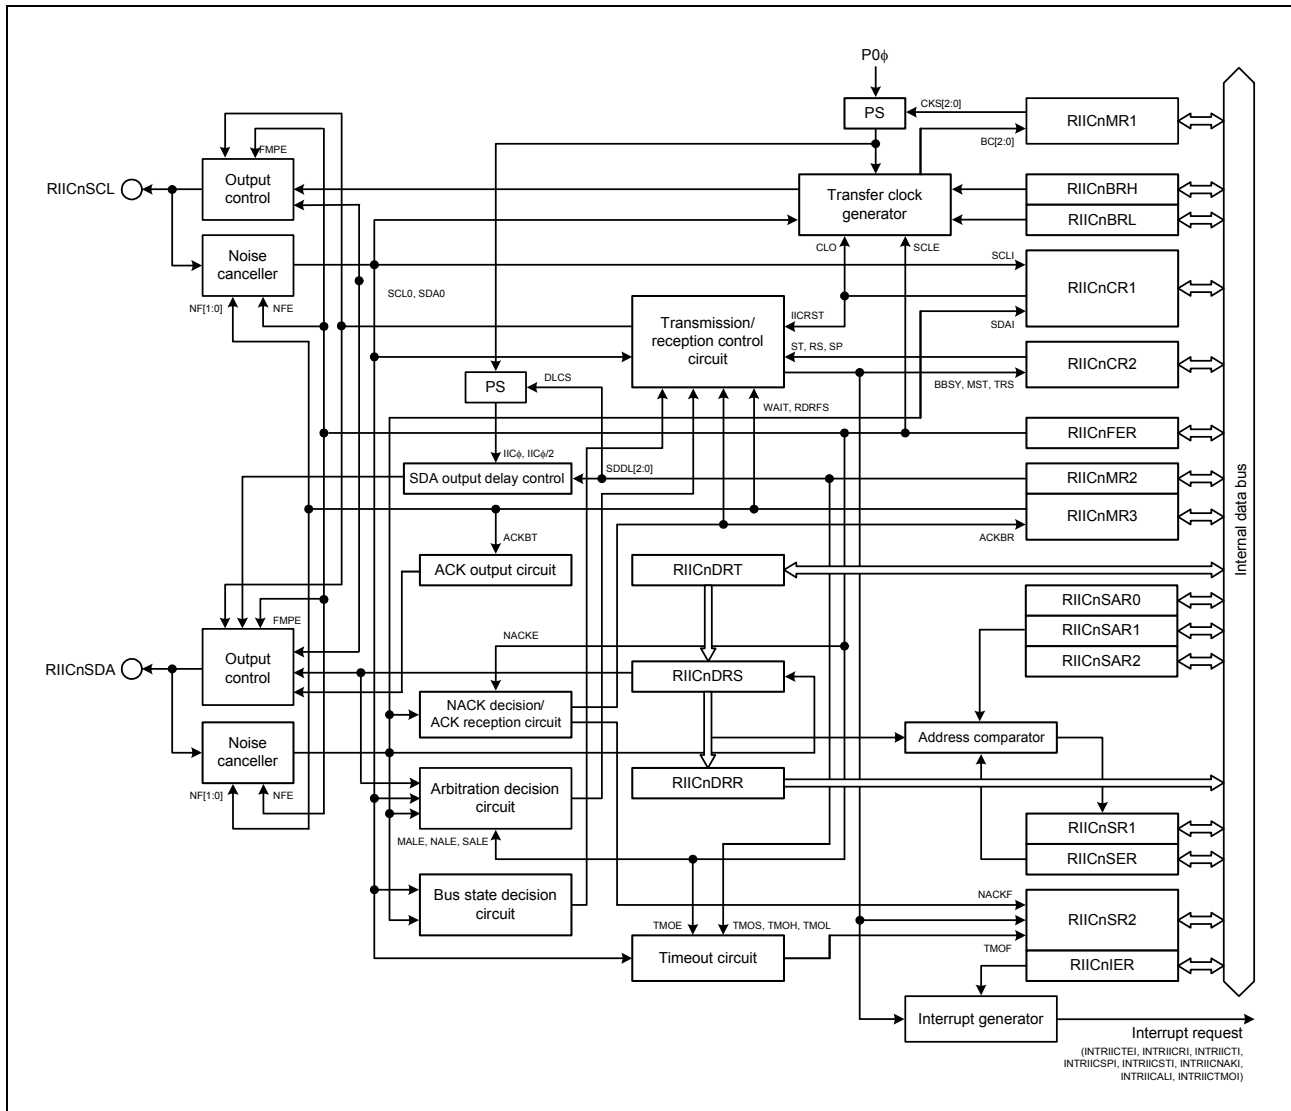 P0ϕ
PS
CKS[2:0]
BC[2:0]
RIICnMR1
FMPE
RIICnSCL
Output
control
Transfer clock
generator
RIICnBRH
RIICnBRL
CLO
SCLE
Noise
canceller
SCLI
RIICnCR1
SDAI
NF[1:0]
NFE
SCL0, SDA0
Transmission/
reception control
circuit
IICRST
ST, RS, SP
RIICnCR2
BBSY, MST, TRS
PS
DLCS
WAIT, RDRFS
RIICnFER
IICϕ, IICϕ/2
SDDL[2:0]
SDA output delay control
RIICnMR2
RIICnMR3
ACKBT
ACKBR
ACK output circuit
RIICnDRT
Internal data bus
RIICnSAR0
RIICnSAR1
RIICnSAR2
FMPE
RIICnSDA
Output
control
NACKE
RIICnDRS
NACK decision/
ACK reception circuit
Noise
canceller
Address comparator
NF[1:0]
NFE
Arbitration decision
circuit
RIICnDRR
MALE, NALE, SALE
RIICnSR1
RIICnSER
Bus state decision
circuit
NACKF
RIICnSR2
TMOE
TMOS, TMOH, TMOL
Timeout circuit
TMOF
RIICnIER
Interrupt generator
Interrupt request
(INTRIICTEI, INTRIICRI, INTRIICTI,
INTRIICSPI, INTRIICSTI, INTRIICNAKI,
INTRIICALI, INTRIICTMOI)